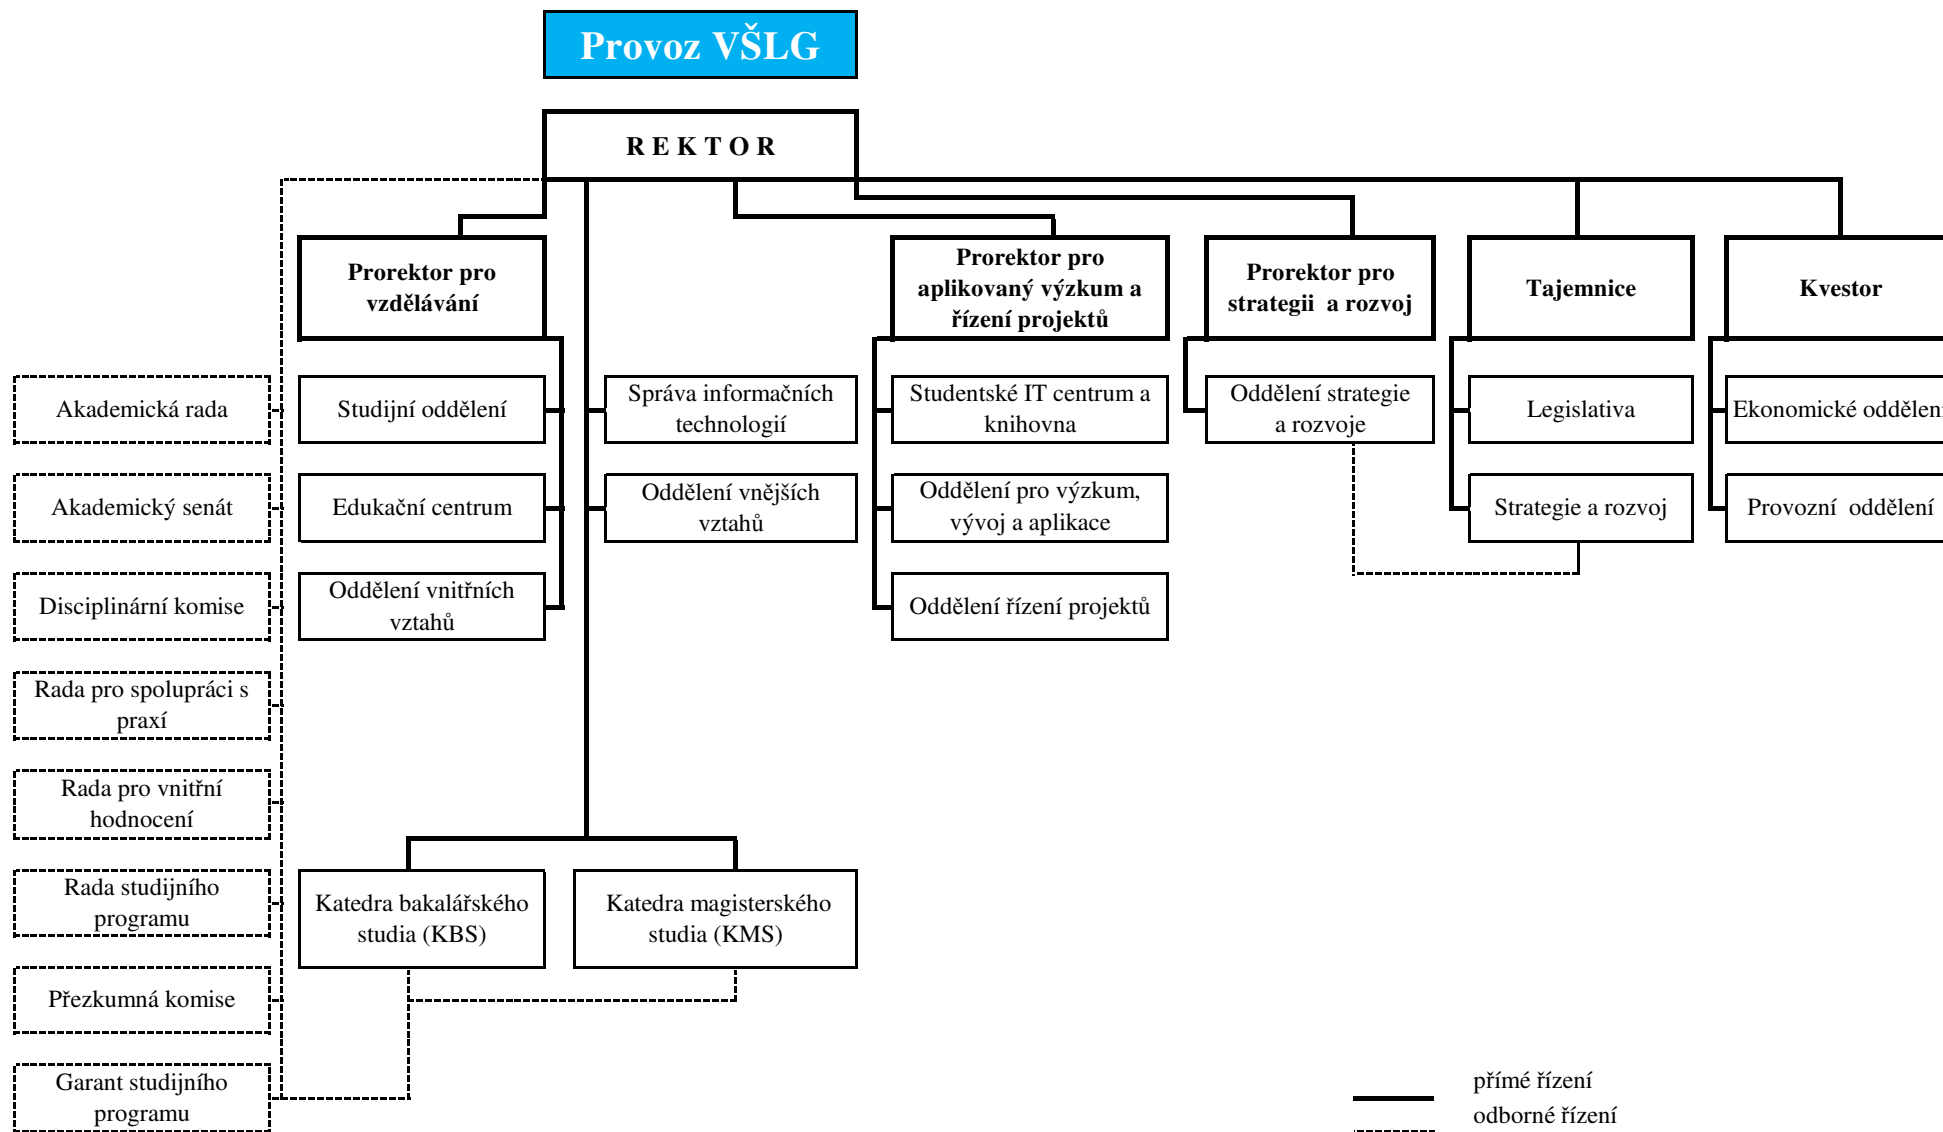 Provoz VŠLG
R E K T O R
Prorektor pro
vzdělávání
Prorektor pro
aplikovaný výzkum a
řízení projektů
Prorektor pro
strategii a rozvoj
Tajemnice
Kvestor
Akademická rada
Studijní oddělení
Správa informačních
technologií
Studentské IT centrum a
knihovna
Oddělení strategie
a rozvoje
Legislativa
Ekonomické oddělení
Akademický senát
Edukační centrum
Oddělení vnějších
vztahů
Oddělení pro výzkum,
vývoj a aplikace
Strategie a rozvoj
Provozní oddělení
Disciplinární komise
Oddělení vnitřních
vztahů
Oddělení řízení projektů
Rada pro spolupráci s
praxí
Rada pro vnitřní
hodnocení
Rada studijního
programu
Katedra bakalářského
studia (KBS)
Katedra magisterského
studia (KMS)
Přezkumná komise
Garant studijního
programu
přímé řízení
odborné řízení